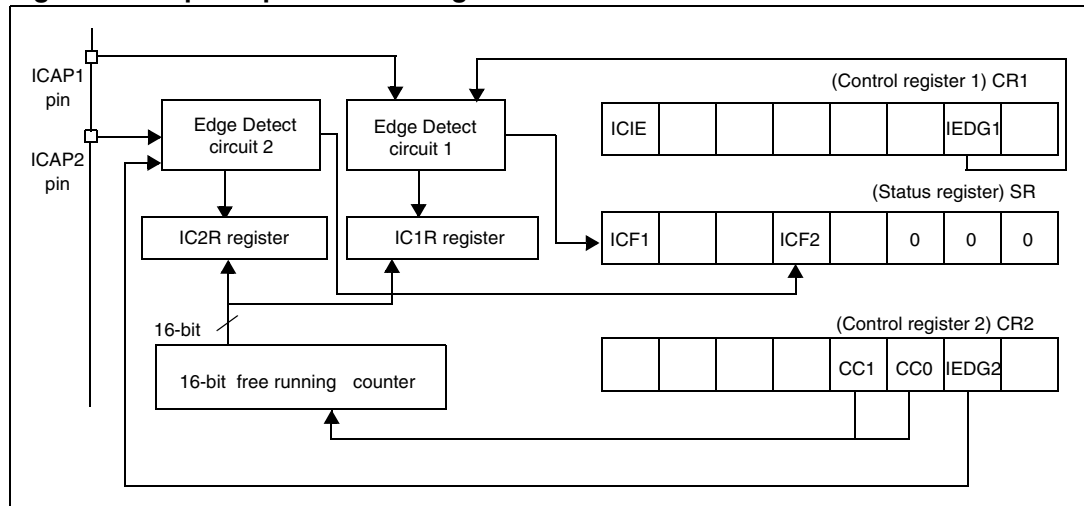 ICAP1
pin
ICAP2
pin
Edge Detect
circuit 2
Edge Detect
circuit 1
IC2R register
IC1R register
16-bit
16-bit free running counter
(Control register 1) CR1
ICIE IEDG1
(Status register) SR
ICF1 ICF2 0 0 0
(Control register 2) CR2
CC1 CC0 IEDG2